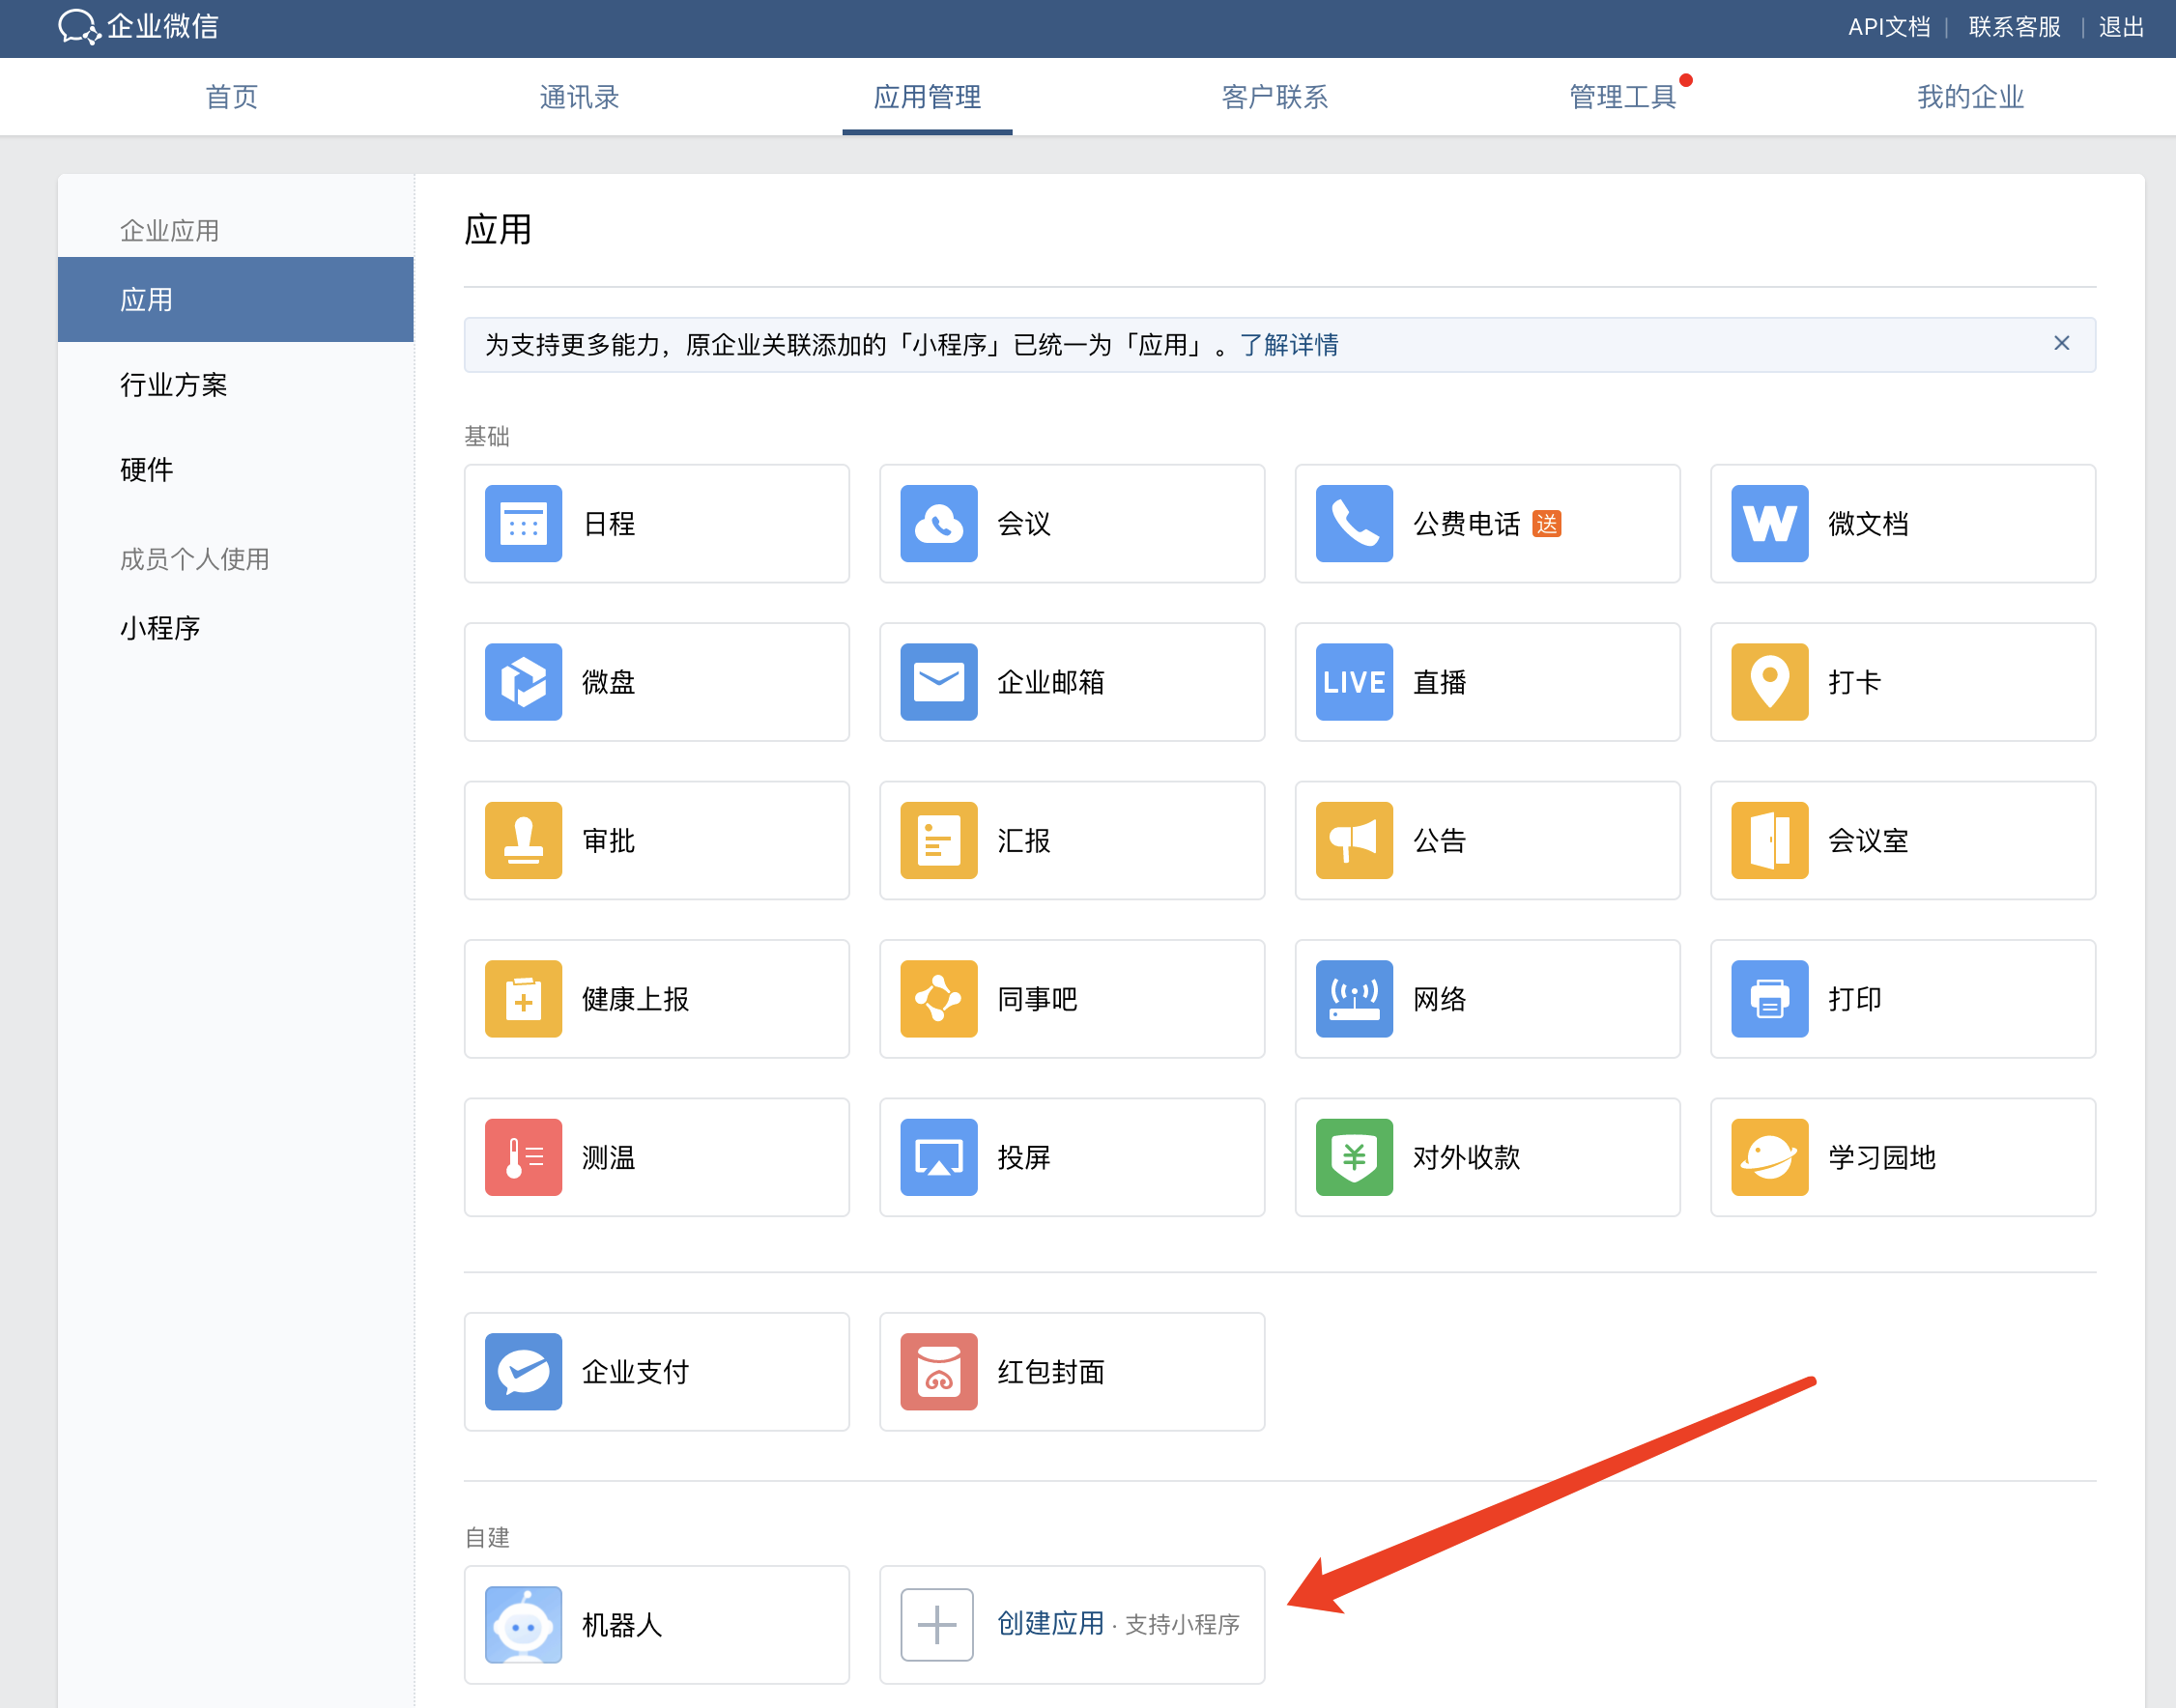 企业微信
API文档 | 联系客服 | 退出
首页 通讯录 应用管理 客户联系 管理工具 我的企业
企业应用
应用
行业方案
硬件
成员个人使用
小程序
应用
为支持更多能力，原企业关联添加的「小程序」已统一为「应用」。了解详情
基础
日程 会议 公费电话 送 微文档
微盘 企业邮箱 LIVE 直播 打卡
审批 汇报 公告 会议室
健康上报 同事吧 网络 打印
测温 投屏 对外收款 学习园地
企业支付 红包封面
自建
机器人 创建应用 · 支持小程序